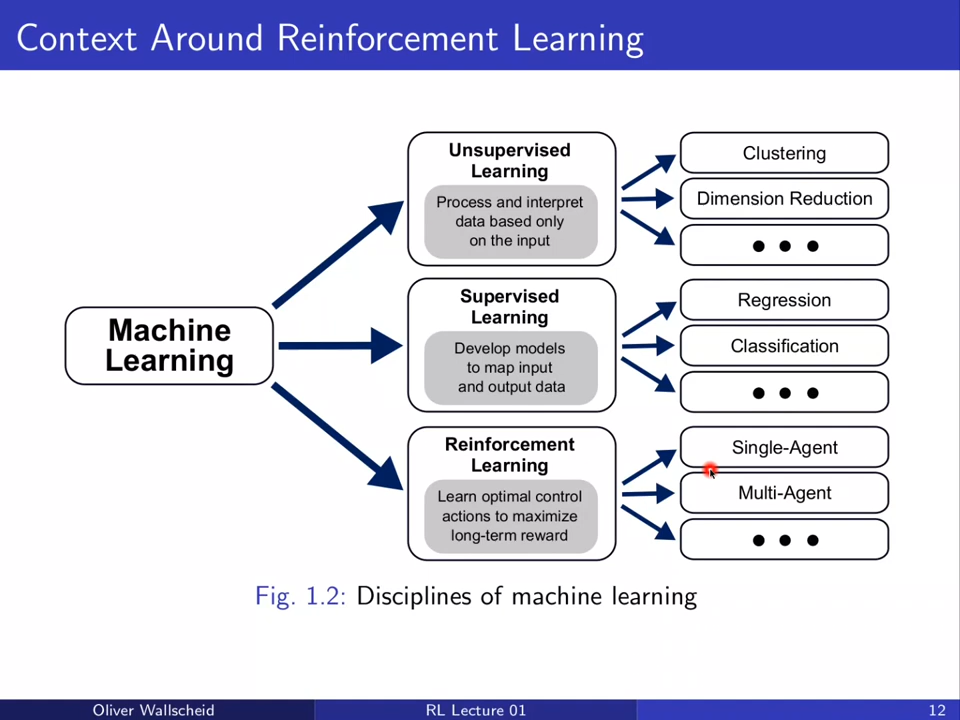 Context Around Reinforcement Learning
Machine
Learning
Unsupervised
Learning
Process and interpret
data based only
on the input
Clustering
Dimension Reduction
● ● ●
Supervised
Learning
Develop models
to map input
and output data
Regression
Classification
● ● ●
Reinforcement
Learning
Learn optimal control
actions to maximize
long-term reward
Single-Agent
Multi-Agent
● ● ●
Fig. 1.2: Disciplines of machine learning
Oliver Wallscheid
RL Lecture 01
12